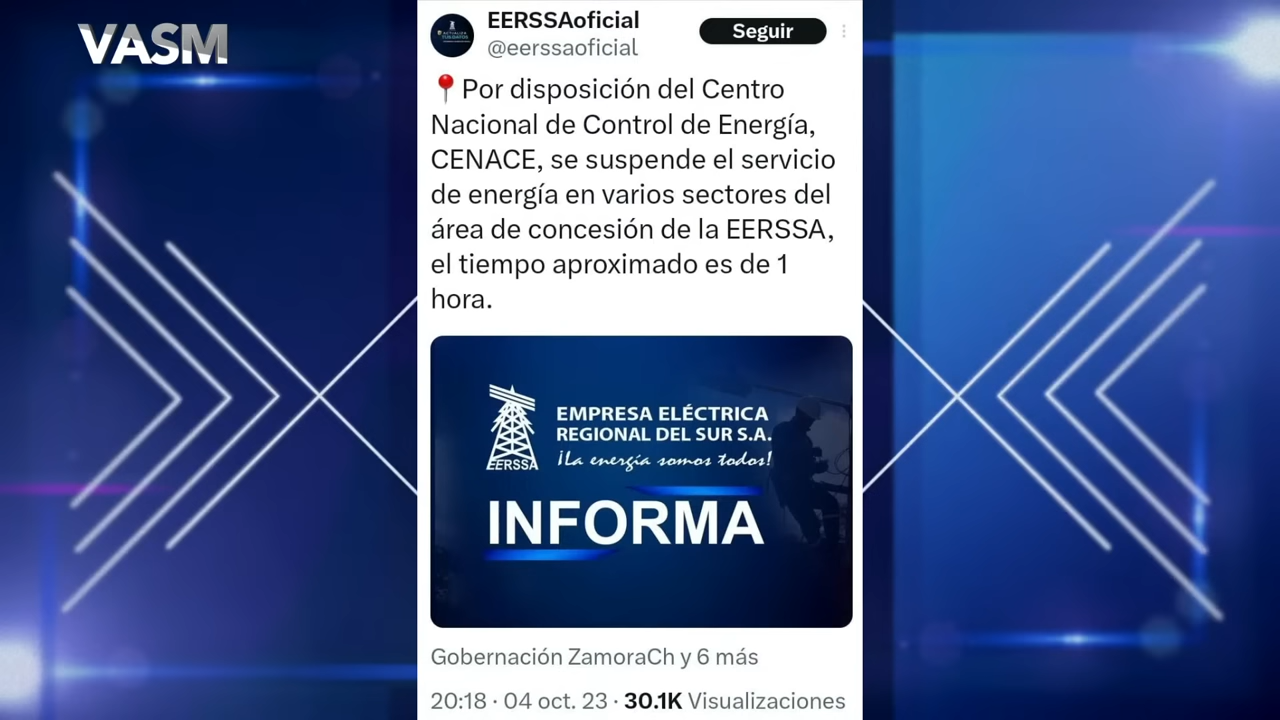 VASM
EERSSAoficial
@eerssaoficial
Seguir
📍Por disposición del Centro
Nacional de Control de Energía,
CENACE, se suspende el servicio
de energía en varios sectores del
área de concesión de la EERSSA,
el tiempo aproximado es de 1
hora.
EERSSA
EMPRESA ELÉCTRICA
REGIONAL DEL SUR S.A.
¡La energía somos todos!
INFORMA
Gobernación ZamoraCh y 6 más
20:18 · 04 oct. 23 · 30.1K Visualizaciones